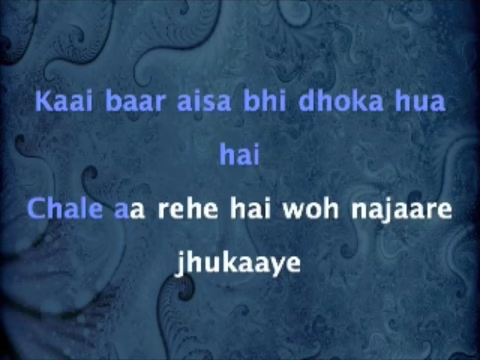 Kaai baar aisa bhi dhoka hua
hai
Chale aa rehe hai woh najaare
jhukaaye